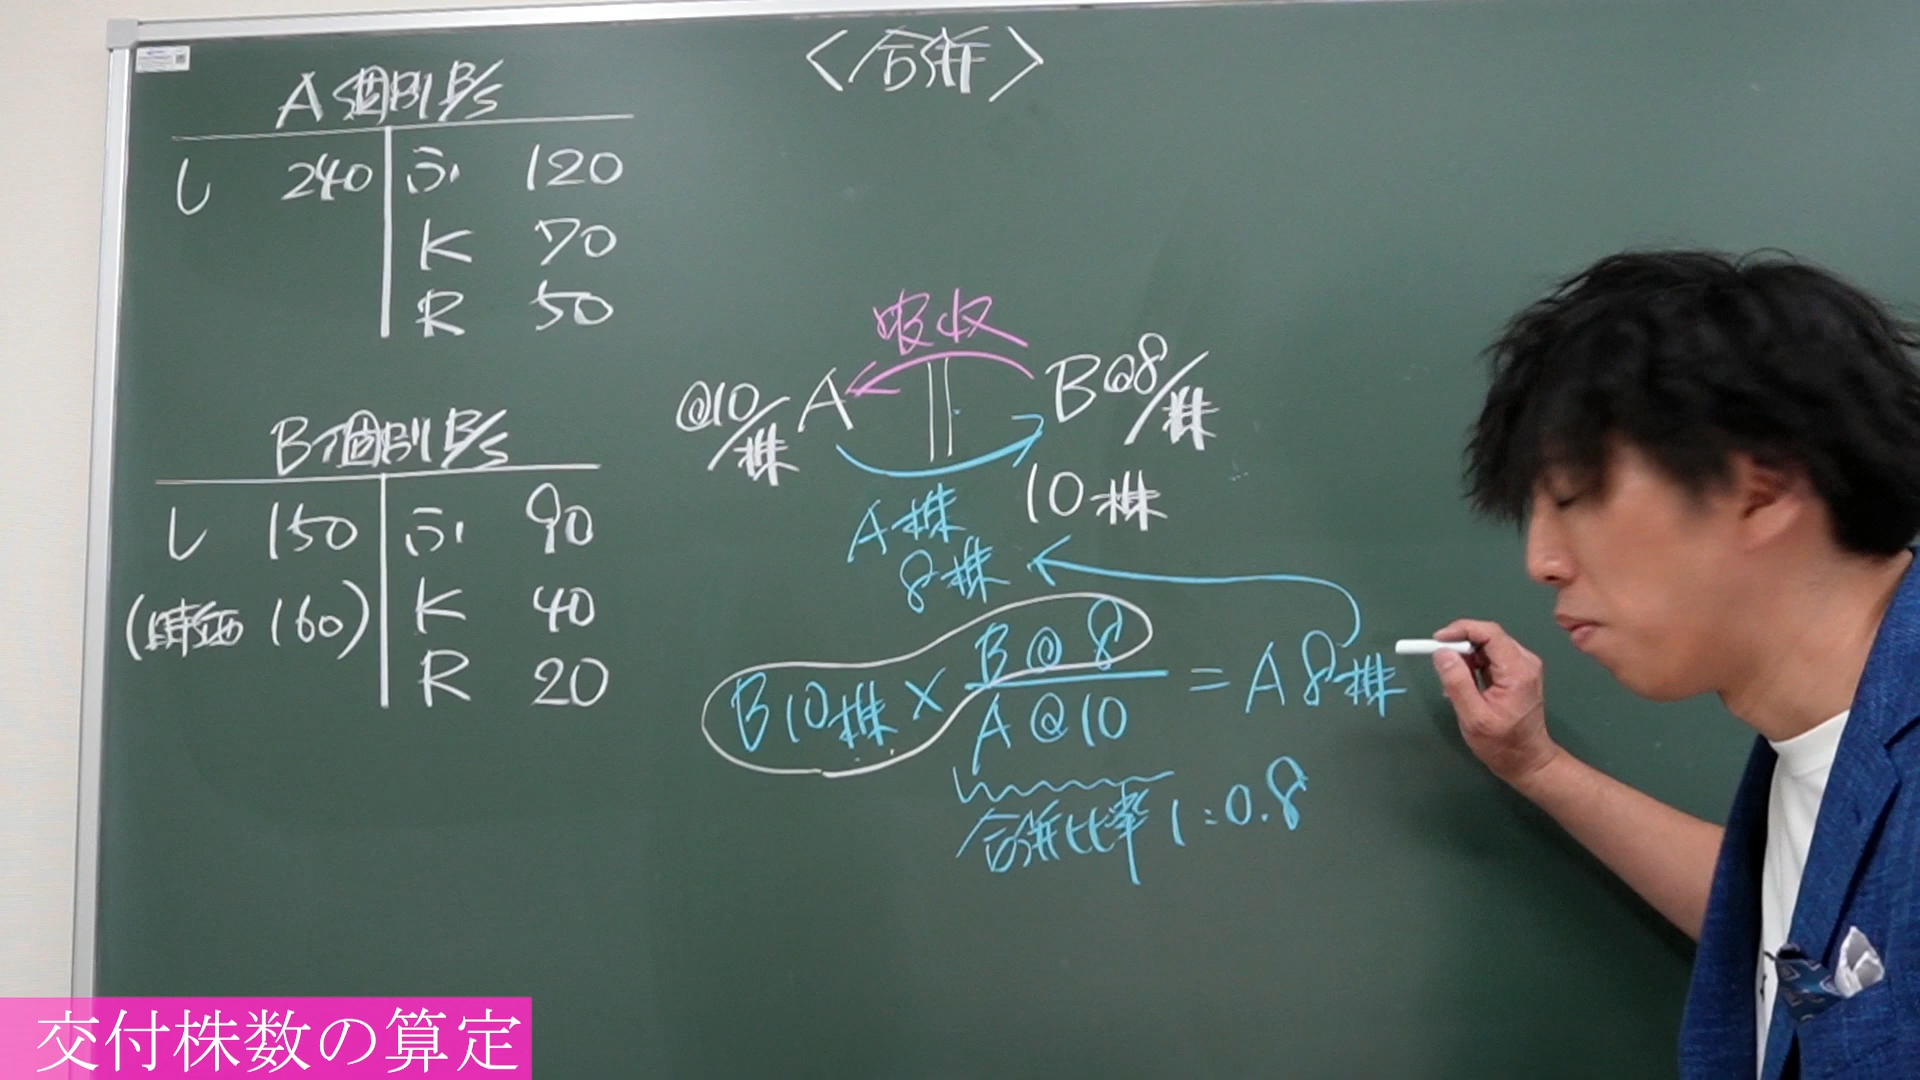 〈合併〉
A個別B/S
し 240 ふ 120
K 70
R 50
B個別B/S
し 150 ふ 90
(時価 160) K 40
R 20
吸収
@10/株 A B @8/株
10株
A株
8株
B10株 × B@8 / A@10 = A 8株
合併比率 1:0.8
交付株数の算定